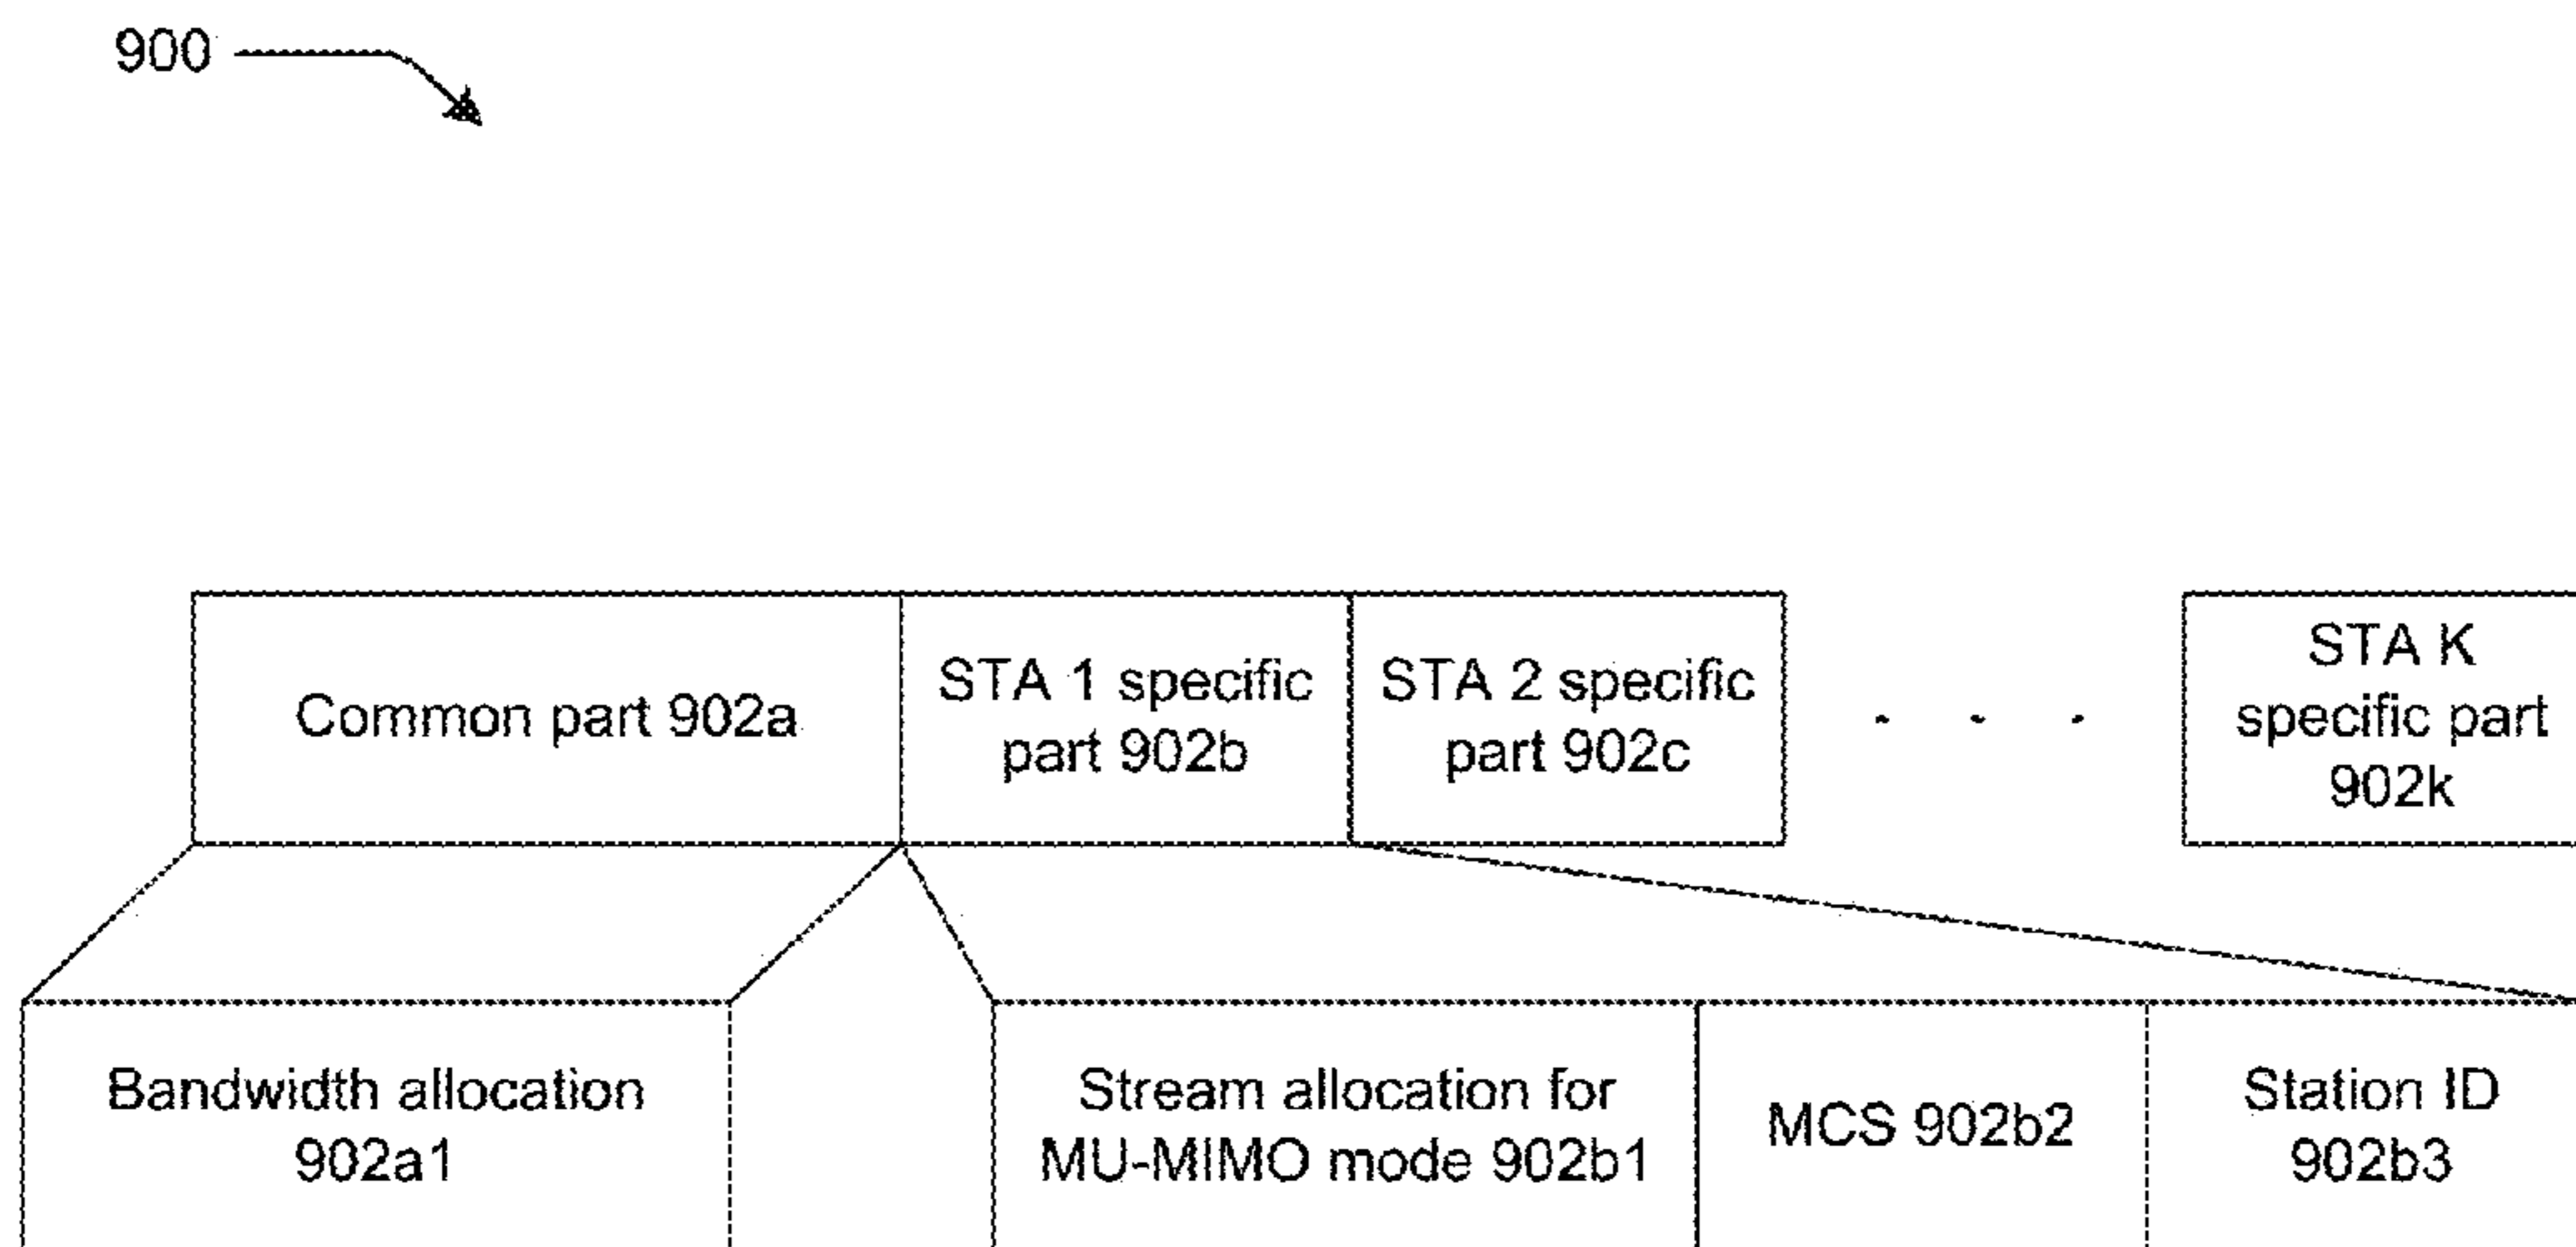 900
Common part 902a
STA 1 specific
part 902b
STA 2 specific
part 902c
. . .
STA K
specific part
902k
Bandwidth allocation
902a1
Stream allocation for
MU-MIMO mode 902b1
MCS 902b2
Station ID
902b3